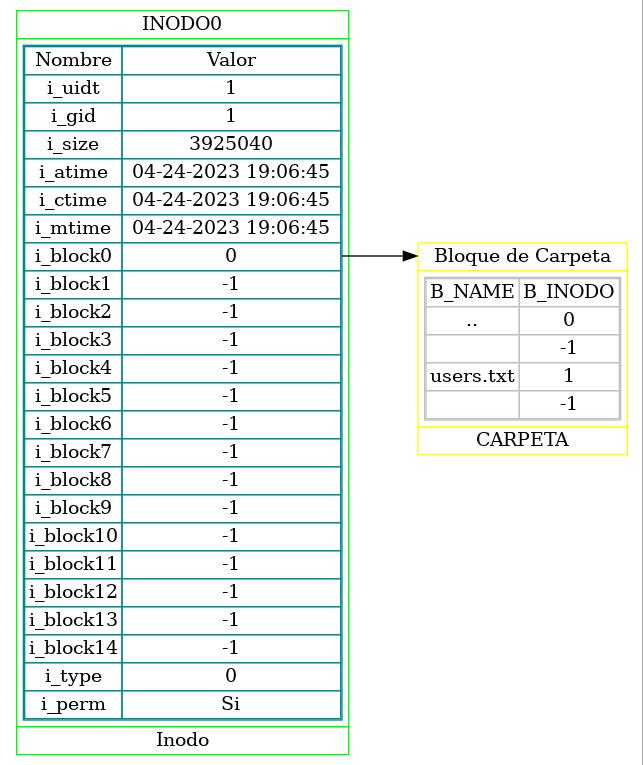 INODO0
Nombre Valor
i_uidt 1
i_gid 1
i_size 3925040
i_atime 04-24-2023 19:06:45
i_ctime 04-24-2023 19:06:45
i_mtime 04-24-2023 19:06:45
i_block0 0
i_block1 -1
i_block2 -1
i_block3 -1
i_block4 -1
i_block5 -1
i_block6 -1
i_block7 -1
i_block8 -1
i_block9 -1
i_block10 -1
i_block11 -1
i_block12 -1
i_block13 -1
i_block14 -1
i_type 0
i_perm Si
Inodo
Bloque de Carpeta
B_NAME B_INODO
.. 0
-1
users.txt 1
-1
CARPETA